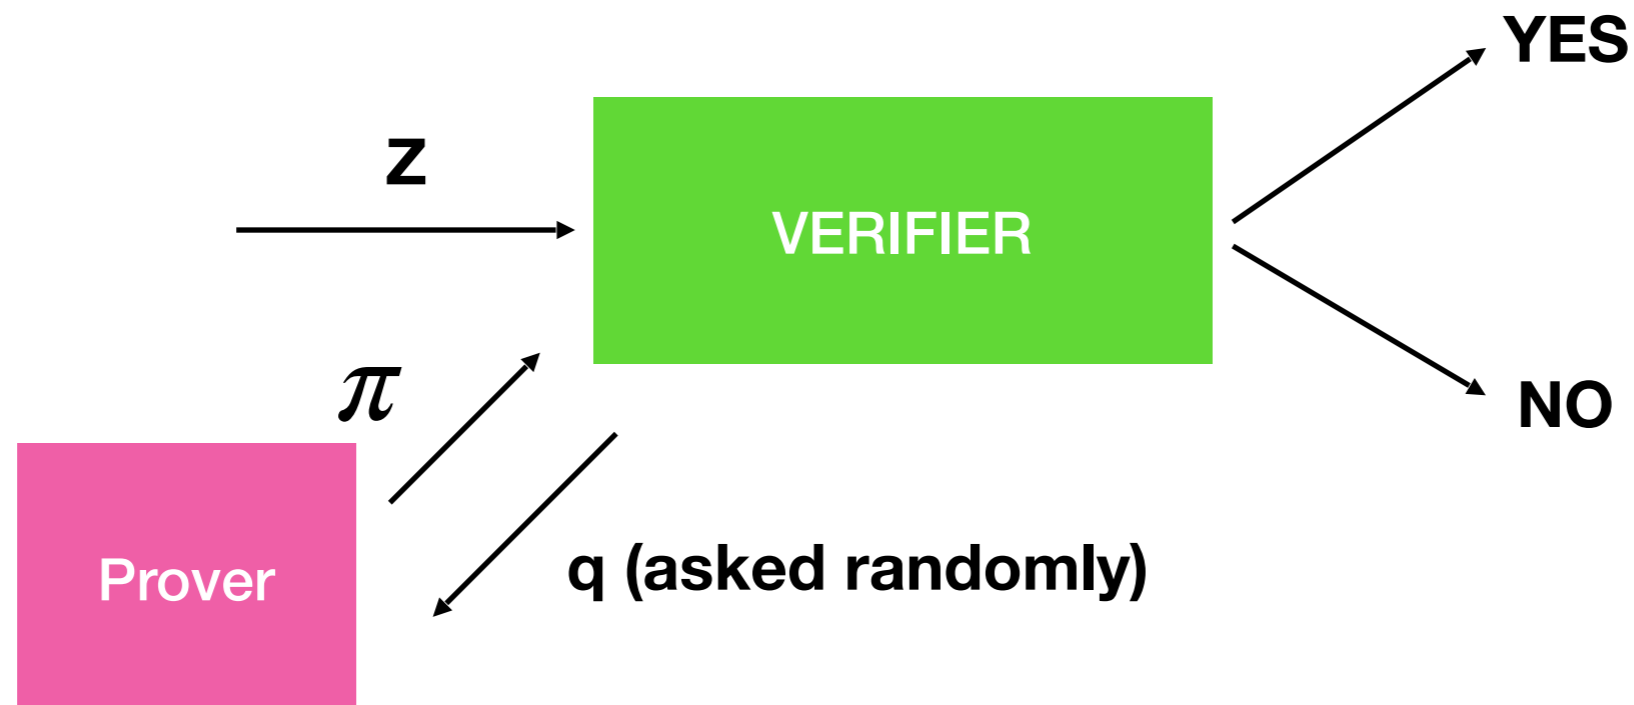 YES
Z
VERIFIER
π
NO
Prover
q (asked randomly)